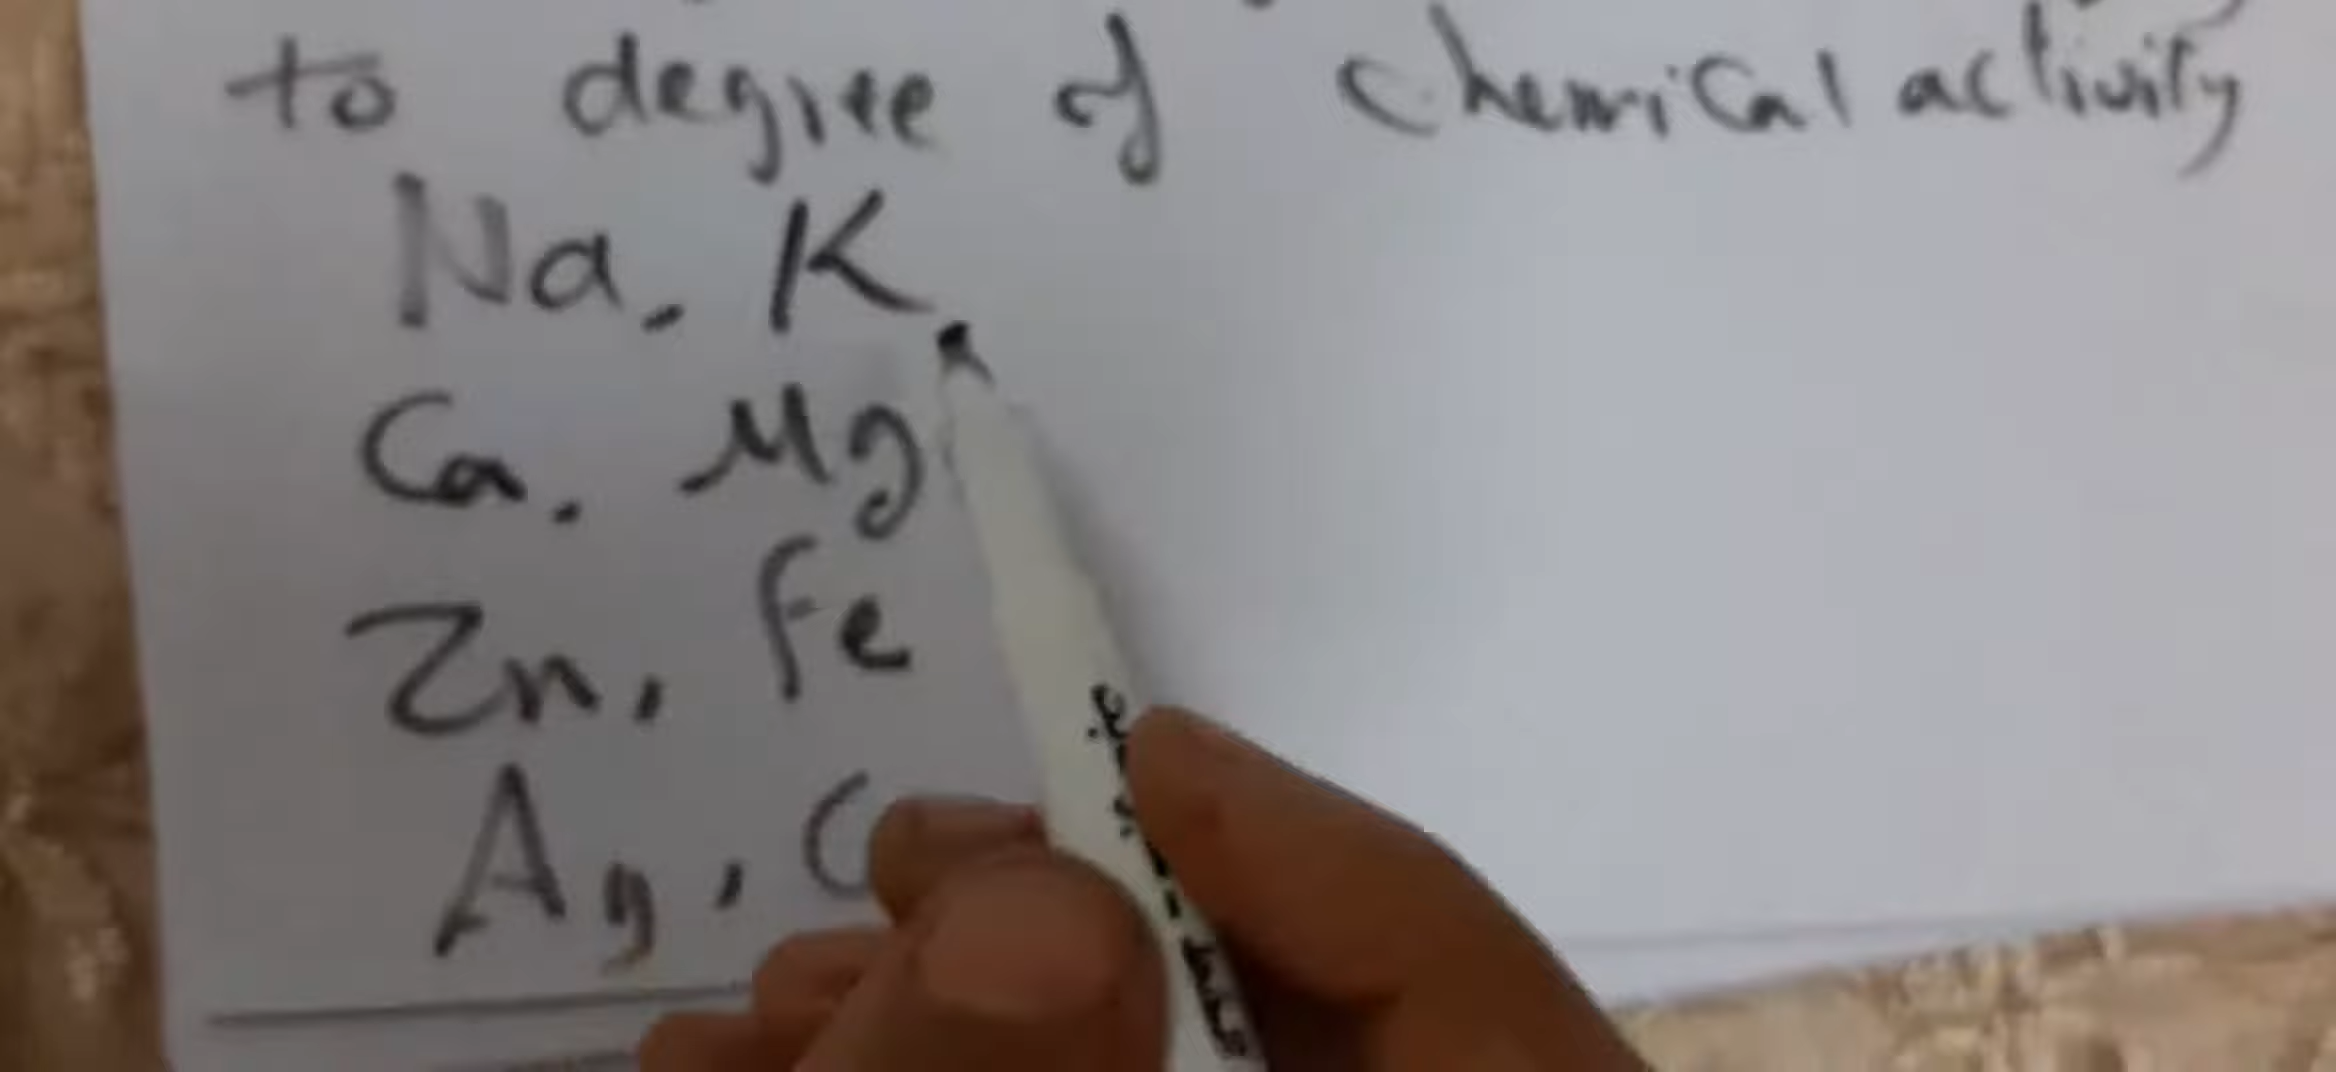 to degree of chemical activity
Na, K
Ca, Mg
Zn, Fe
Ag, C